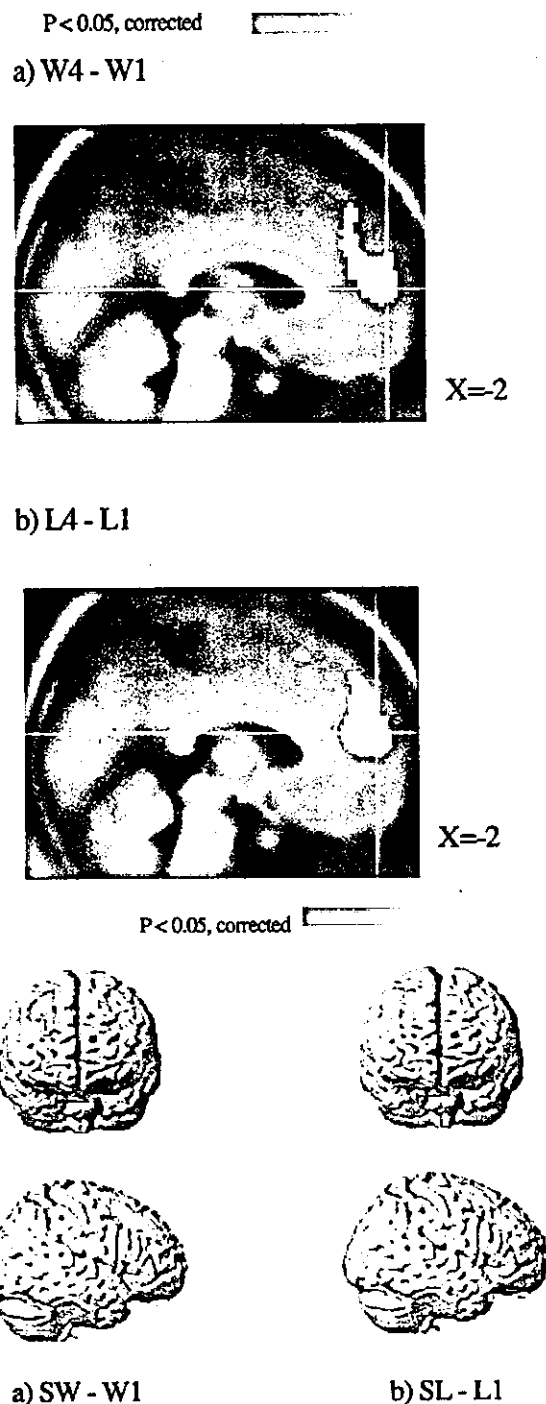 P < 0.05, corrected
a) W4 - W1
X=-2
b) L4 - L1
X=-2
P < 0.05, corrected
a) SW - W1
b) SL - L1